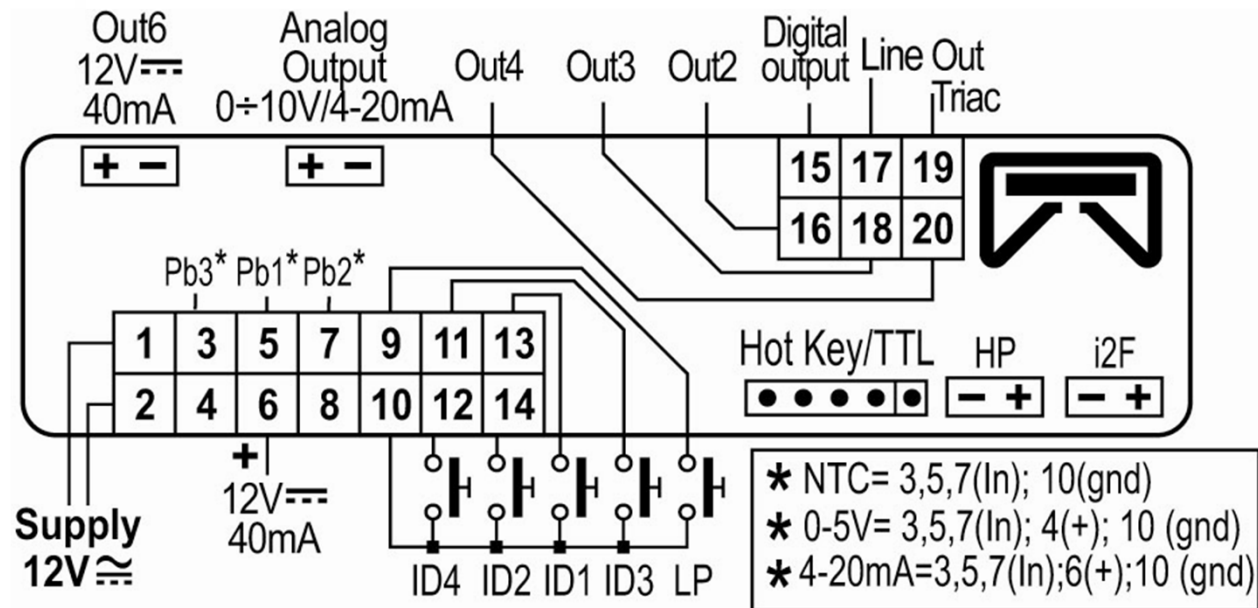 Out6
12V
40mA
Analog
Output
0÷10V/4-20mA
Out4
Out3
Out2
Digital
output
Line
Out
Triac
+ −
+ −
15 17 19
16 18 20
Pb3* Pb1* Pb2*
1 3 5 7 9 11 13
2 4 6 8 10 12 14
Hot Key/TTL
HP
i2F
− +
− +
+
12V
40mA
Supply
12V
ID4 ID2 ID1 ID3 LP
* NTC= 3,5,7(In); 10(gnd)
* 0-5V= 3,5,7(In); 4(+); 10 (gnd)
* 4-20mA=3,5,7(In);6(+);10 (gnd)